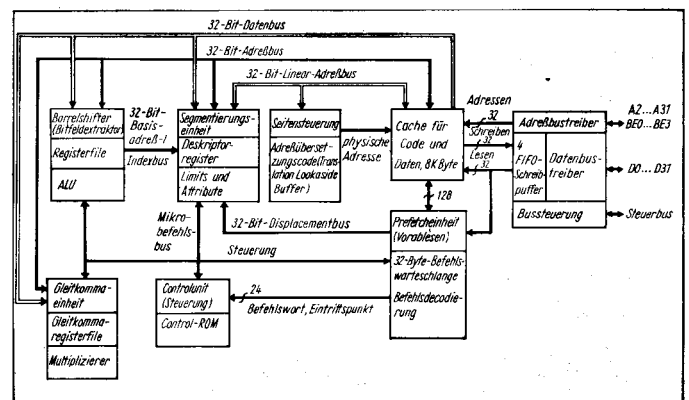 32-Bit-Datenbus
32-Bit-Adreßbus
32-Bit-Linear-Adreßbus
Barrelshifter
(Bitfeldextraktor)
Registerfile
ALU
32-Bit-
Basis-
adreß-/
Indexbus
Segmentierungs-
einheit
Deskriptor-
register
Limits und
Attribute
Seitensteuerung
Adreßüberset-
zungscode(Trans-
lation Lookaside
Buffer)
physische
Adresse
Cache für
Code und
Daten, 8K Byte
Adressen
32
Schreiben
32
Lesen
32
Adreßbustreiber
4
FIFO-
Schreib-
puffer
Datenbus-
treiber
Bussteuerung
A2...A31
BE0...BE3
D0...D31
Steuerbus
128
Mikro-
befehls-
bus
32-Bit-Displacementbus
Steuerung
Prefetcheinheit
(Vorablesen)
32-Byte-Befehls-
warteschlange
Befehlsdecodie-
rung
Gleitkomma-
einheit
Gleitkomma-
registerfile
Multiplizierer
Controlunit
(Steuerung)
Control-ROM
24
Befehlswort, Eintrittspunkt